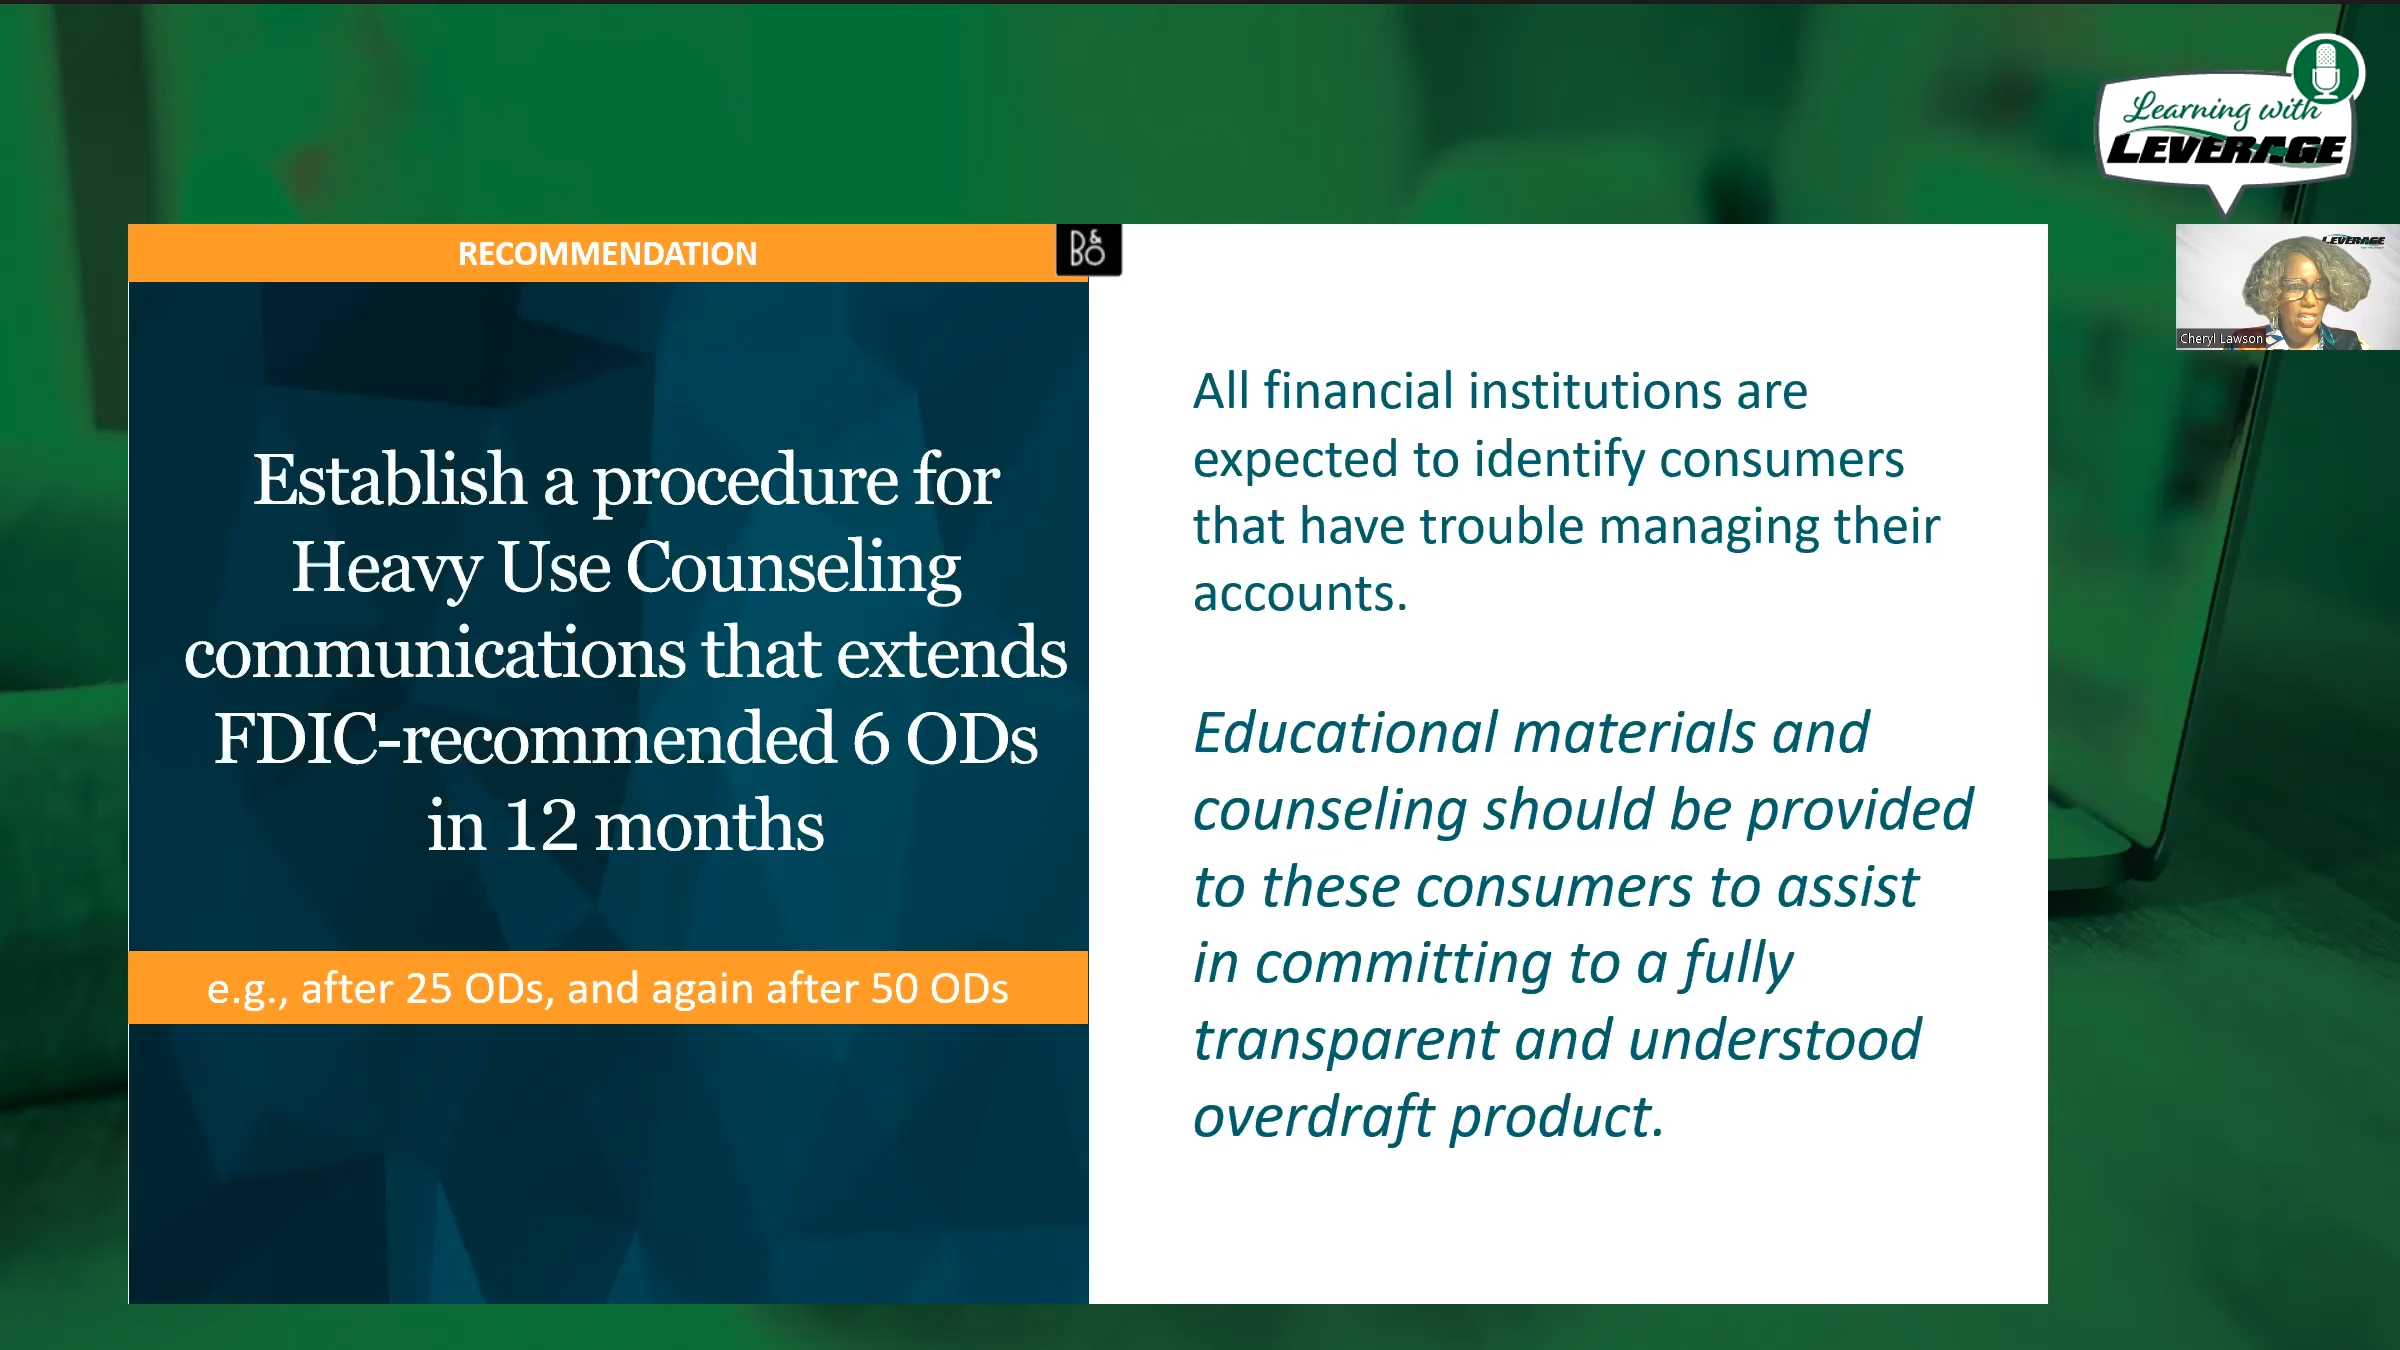 Learning with
LEVERAGE
RECOMMENDATION
B&O
LEVERAGE
Cheryl Lawson
Establish a procedure for
Heavy Use Counseling
communications that extends
FDIC-recommended 6 ODs
in 12 months
e.g., after 25 ODs, and again after 50 ODs
All financial institutions are
expected to identify consumers
that have trouble managing their
accounts.
Educational materials and
counseling should be provided
to these consumers to assist
in committing to a fully
transparent and understood
overdraft product.